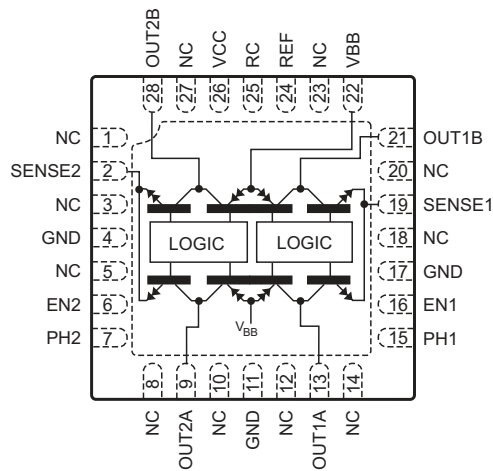 OUT2B
NC
VCC
RC
REF
NC
VBB
28
27
26
25
24
23
22
NC 1
SENSE2 2
NC 3
GND 4
NC 5
EN2 6
PH2 7
21 OUT1B
20 NC
19 SENSE1
18 NC
17 GND
16 EN1
15 PH1
LOGIC
LOGIC
VBB
8
9
10
11
12
13
14
NC
OUT2A
NC
GND
NC
OUT1A
NC